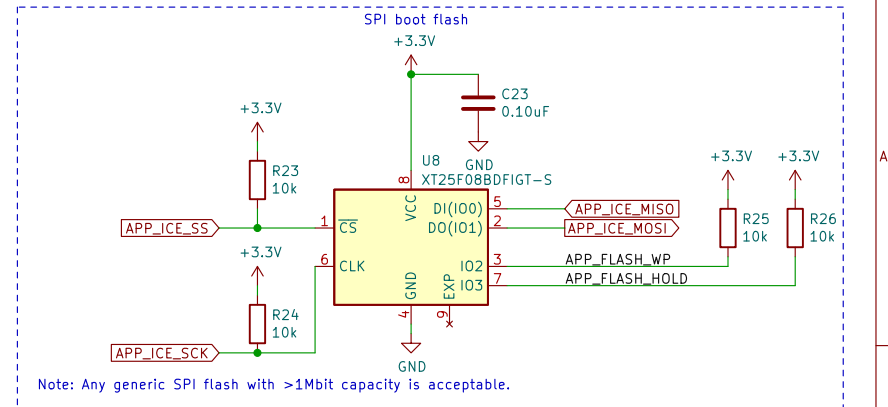 SPI boot flash
+3.3V
C23
0.10uF
GND
+3.3V
R23
10k
U8
XT25F08BDFIGT-S
+3.3V
+3.3V
8
VCC
APP_ICE_SS
1
CS
DI(IO0)
5
APP_ICE_MISO
DO(IO1)
2
APP_ICE_MOSI
R25
10k
R26
10k
+3.3V
6
CLK
IO2
3
APP_FLASH_WP
IO3
7
APP_FLASH_HOLD
GND
EXP
4
9
R24
10k
APP_ICE_SCK
GND
Note: Any generic SPI flash with >1Mbit capacity is acceptable.
A